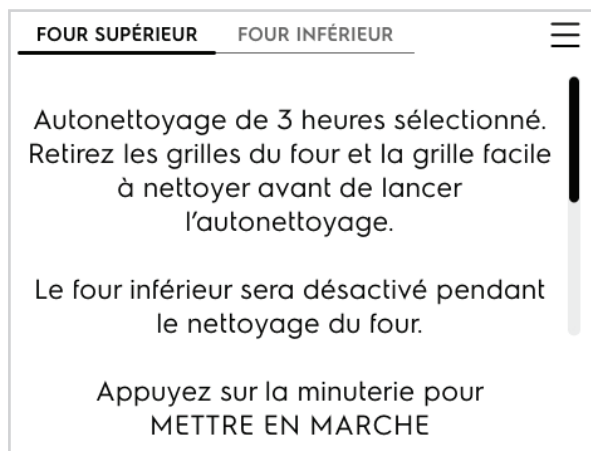 FOUR SUPÉRIEUR FOUR INFÉRIEUR
Autonettoyage de 3 heures sélectionné.
Retirez les grilles du four et la grille facile
à nettoyer avant de lancer
l’autonettoyage.
Le four inférieur sera désactivé pendant
le nettoyage du four.
Appuyez sur la minuterie pour
METTRE EN MARCHE